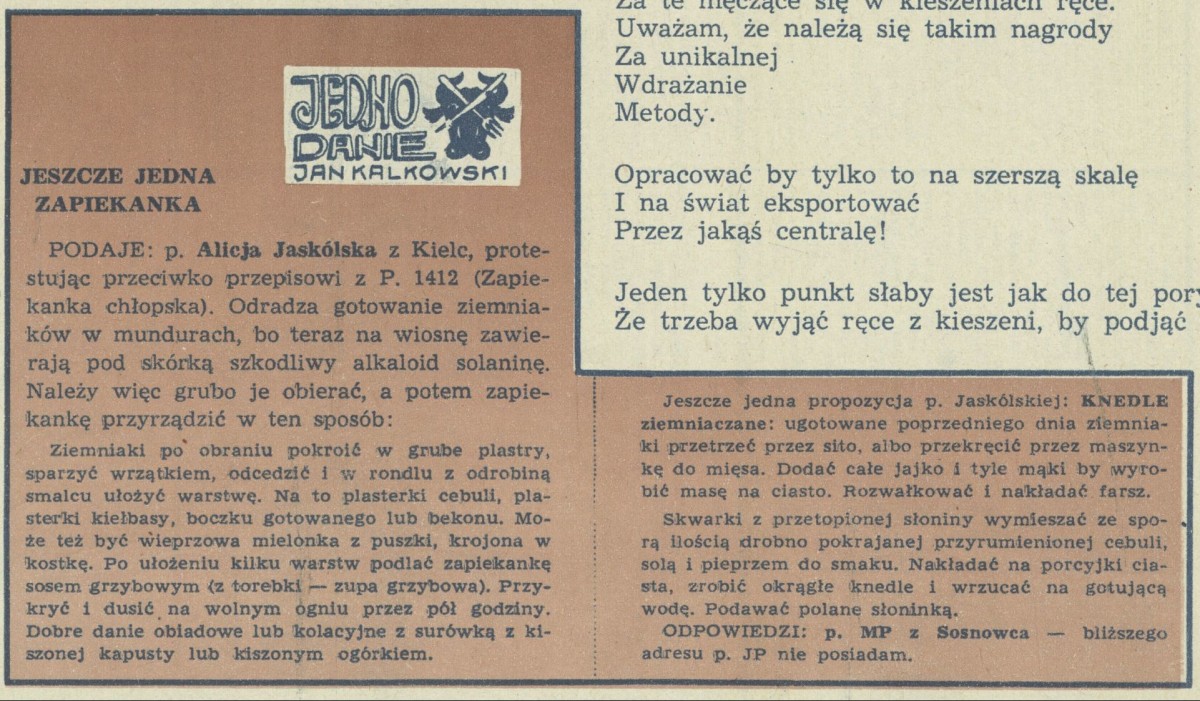 JEDNO
DANIE
JAN KALKOWSKI
JESZCZE JEDNA
ZAPIEKANKA
PODAJE: p. Alicja Jaskólska z Kielc, prote-
stując przeciwko przepisowi z P. 1412 (Zapie-
kanka chłopska). Odradza gotowanie ziemnia-
ków w mundurach, bo teraz na wiosnę zawie-
rają pod skórką szkodliwy alkaloid solaninę.
Należy więc grubo je obierać, a potem zapie-
kankę przyrządzić w ten sposób:
Ziemniaki po obraniu pokroić w grube plastry,
sparzyć wrzątkiem, odcedzić i w rondlu z odrobiną
smalcu ułożyć warstwę. Na to plasterki cebuli, pla-
sterki kiełbasy, boczku gotowanego lub bekonu. Mo-
że też być wieprzowa mielonka z puszki, krojona w
kostkę. Po ułożeniu kilku warstw podlać zapiekankę
sosem grzybowym (z torebki — zupa grzybowa). Przy-
kryć i dusić na wolnym ogniu przez pół godziny.
Dobre danie obiadowe lub kolacyjne z surówką z ki-
szonej kapusty lub kiszonym ogórkiem.
Za te męczące się w kieszeniach ręce.
Uważam, że należą się takim nagrody
Za unikalnej
Wdrażanie
Metody.
Opracować by tylko to na szerszą skalę
I na świat eksportować
Przez jakąś centralę!
Jeden tylko punkt słaby jest jak do tej pory
Że trzeba wyjąć ręce z kieszeni, by podjąć
Jeszcze jedna propozycja p. Jaskólskiej: KNEDLE
ziemniaczane: ugotowane poprzedniego dnia ziemnia-
ki przetrzeć przez sito, albo przekręcić przez maszyn-
kę do mięsa. Dodać całe jajko i tyle mąki by wyro-
bić masę na ciasto. Rozwałkować i nakładać farsz.
Skwarki z przetopionej słoniny wymieszać ze spo-
rą ilością drobno pokrajanej przyrumienionej cebuli,
solą i pieprzem do smaku. Nakładać na porcyjki cia-
sta, zrobić okrągłe knedle i wrzucać na gotującą
wodę. Podawać polane słoninką.
ODPOWIEDZI: p. MP z Sosnowca — bliższego
adresu p. JP nie posiadam.